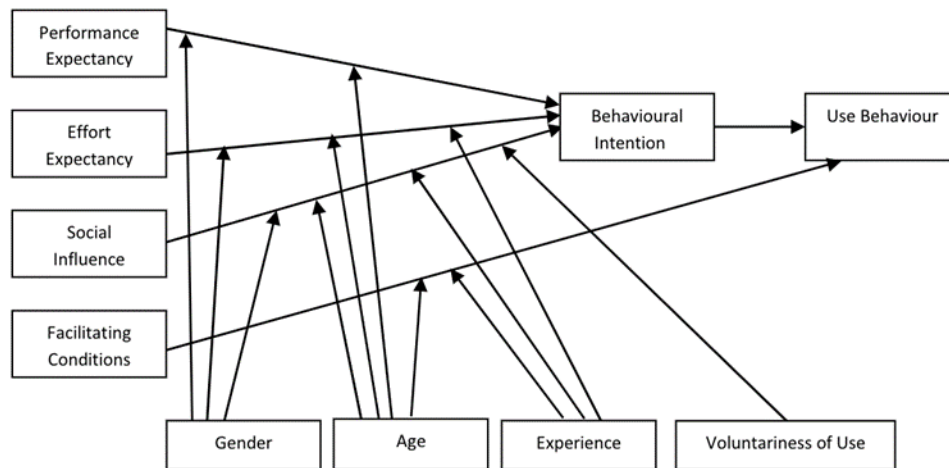 Performance
Expectancy
Effort
Expectancy
Social
Influence
Facilitating
Conditions
Behavioural
Intention
Use Behaviour
Gender
Age
Experience
Voluntariness of Use